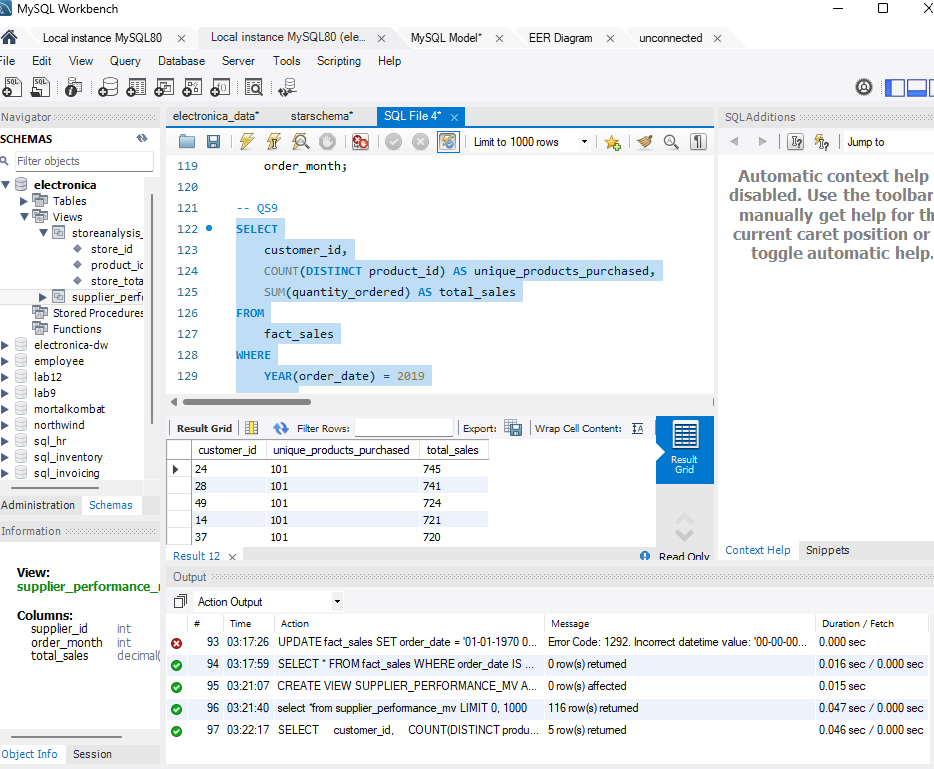 MySQL Workbench
Local instance MySQL80 × Local instance MySQL80 (ele... × MySQL Model* × EER Diagram × unconnected ×
File Edit View Query Database Server Tools Scripting Help
Navigator
SCHEMAS
Filter objects
electronica
Tables
Views
storeanalysis_
store_id
product_id
store_tota
supplier_perf
Stored Procedures
Functions
electronica-dw
employee
lab12
lab9
mortalkombat
northwind
sql_hr
sql_inventory
sql_invoicing
Administration Schemas
Information
View:
supplier_performance_
Columns:
supplier_id int
order_month int
total_sales decimal(
Object Info Session
electronica_data* starschema* SQL File 4* ×
Limit to 1000 rows
119 order_month;
120
121 -- QS9
122 SELECT
123 customer_id,
124 COUNT(DISTINCT product_id) AS unique_products_purchased,
125 SUM(quantity_ordered) AS total_sales
126 FROM
127 fact_sales
128 WHERE
129 YEAR(order_date) = 2019
Result Grid Filter Rows: Export: Wrap Cell Content:
customer_id unique_products_purchased total_sales
24 101 745
28 101 741
49 101 724
14 101 721
37 101 720
Result Grid
Result 12 × Read Only
SQLAdditions
Jump to
Automatic context help
disabled. Use the toolbar
manually get help for th
current caret position or
toggle automatic help.
Context Help Snippets
Output
Action Output
# Time Action Message Duration / Fetch
93 03:17:26 UPDATE fact_sales SET order_date = '01-01-1970 0... Error Code: 1292. Incorrect datetime value: '00-00-00... 0.000 sec
94 03:17:59 SELECT * FROM fact_sales WHERE order_date IS ... 0 row(s) returned 0.016 sec / 0.000 sec
95 03:21:07 CREATE VIEW SUPPLIER_PERFORMANCE_MV A... 0 row(s) affected 0.015 sec
96 03:21:40 select *from supplier_performance_mv LIMIT 0, 1000 116 row(s) returned 0.047 sec / 0.000 sec
97 03:22:17 SELECT customer_id, COUNT(DISTINCT produ... 5 row(s) returned 0.046 sec / 0.000 sec